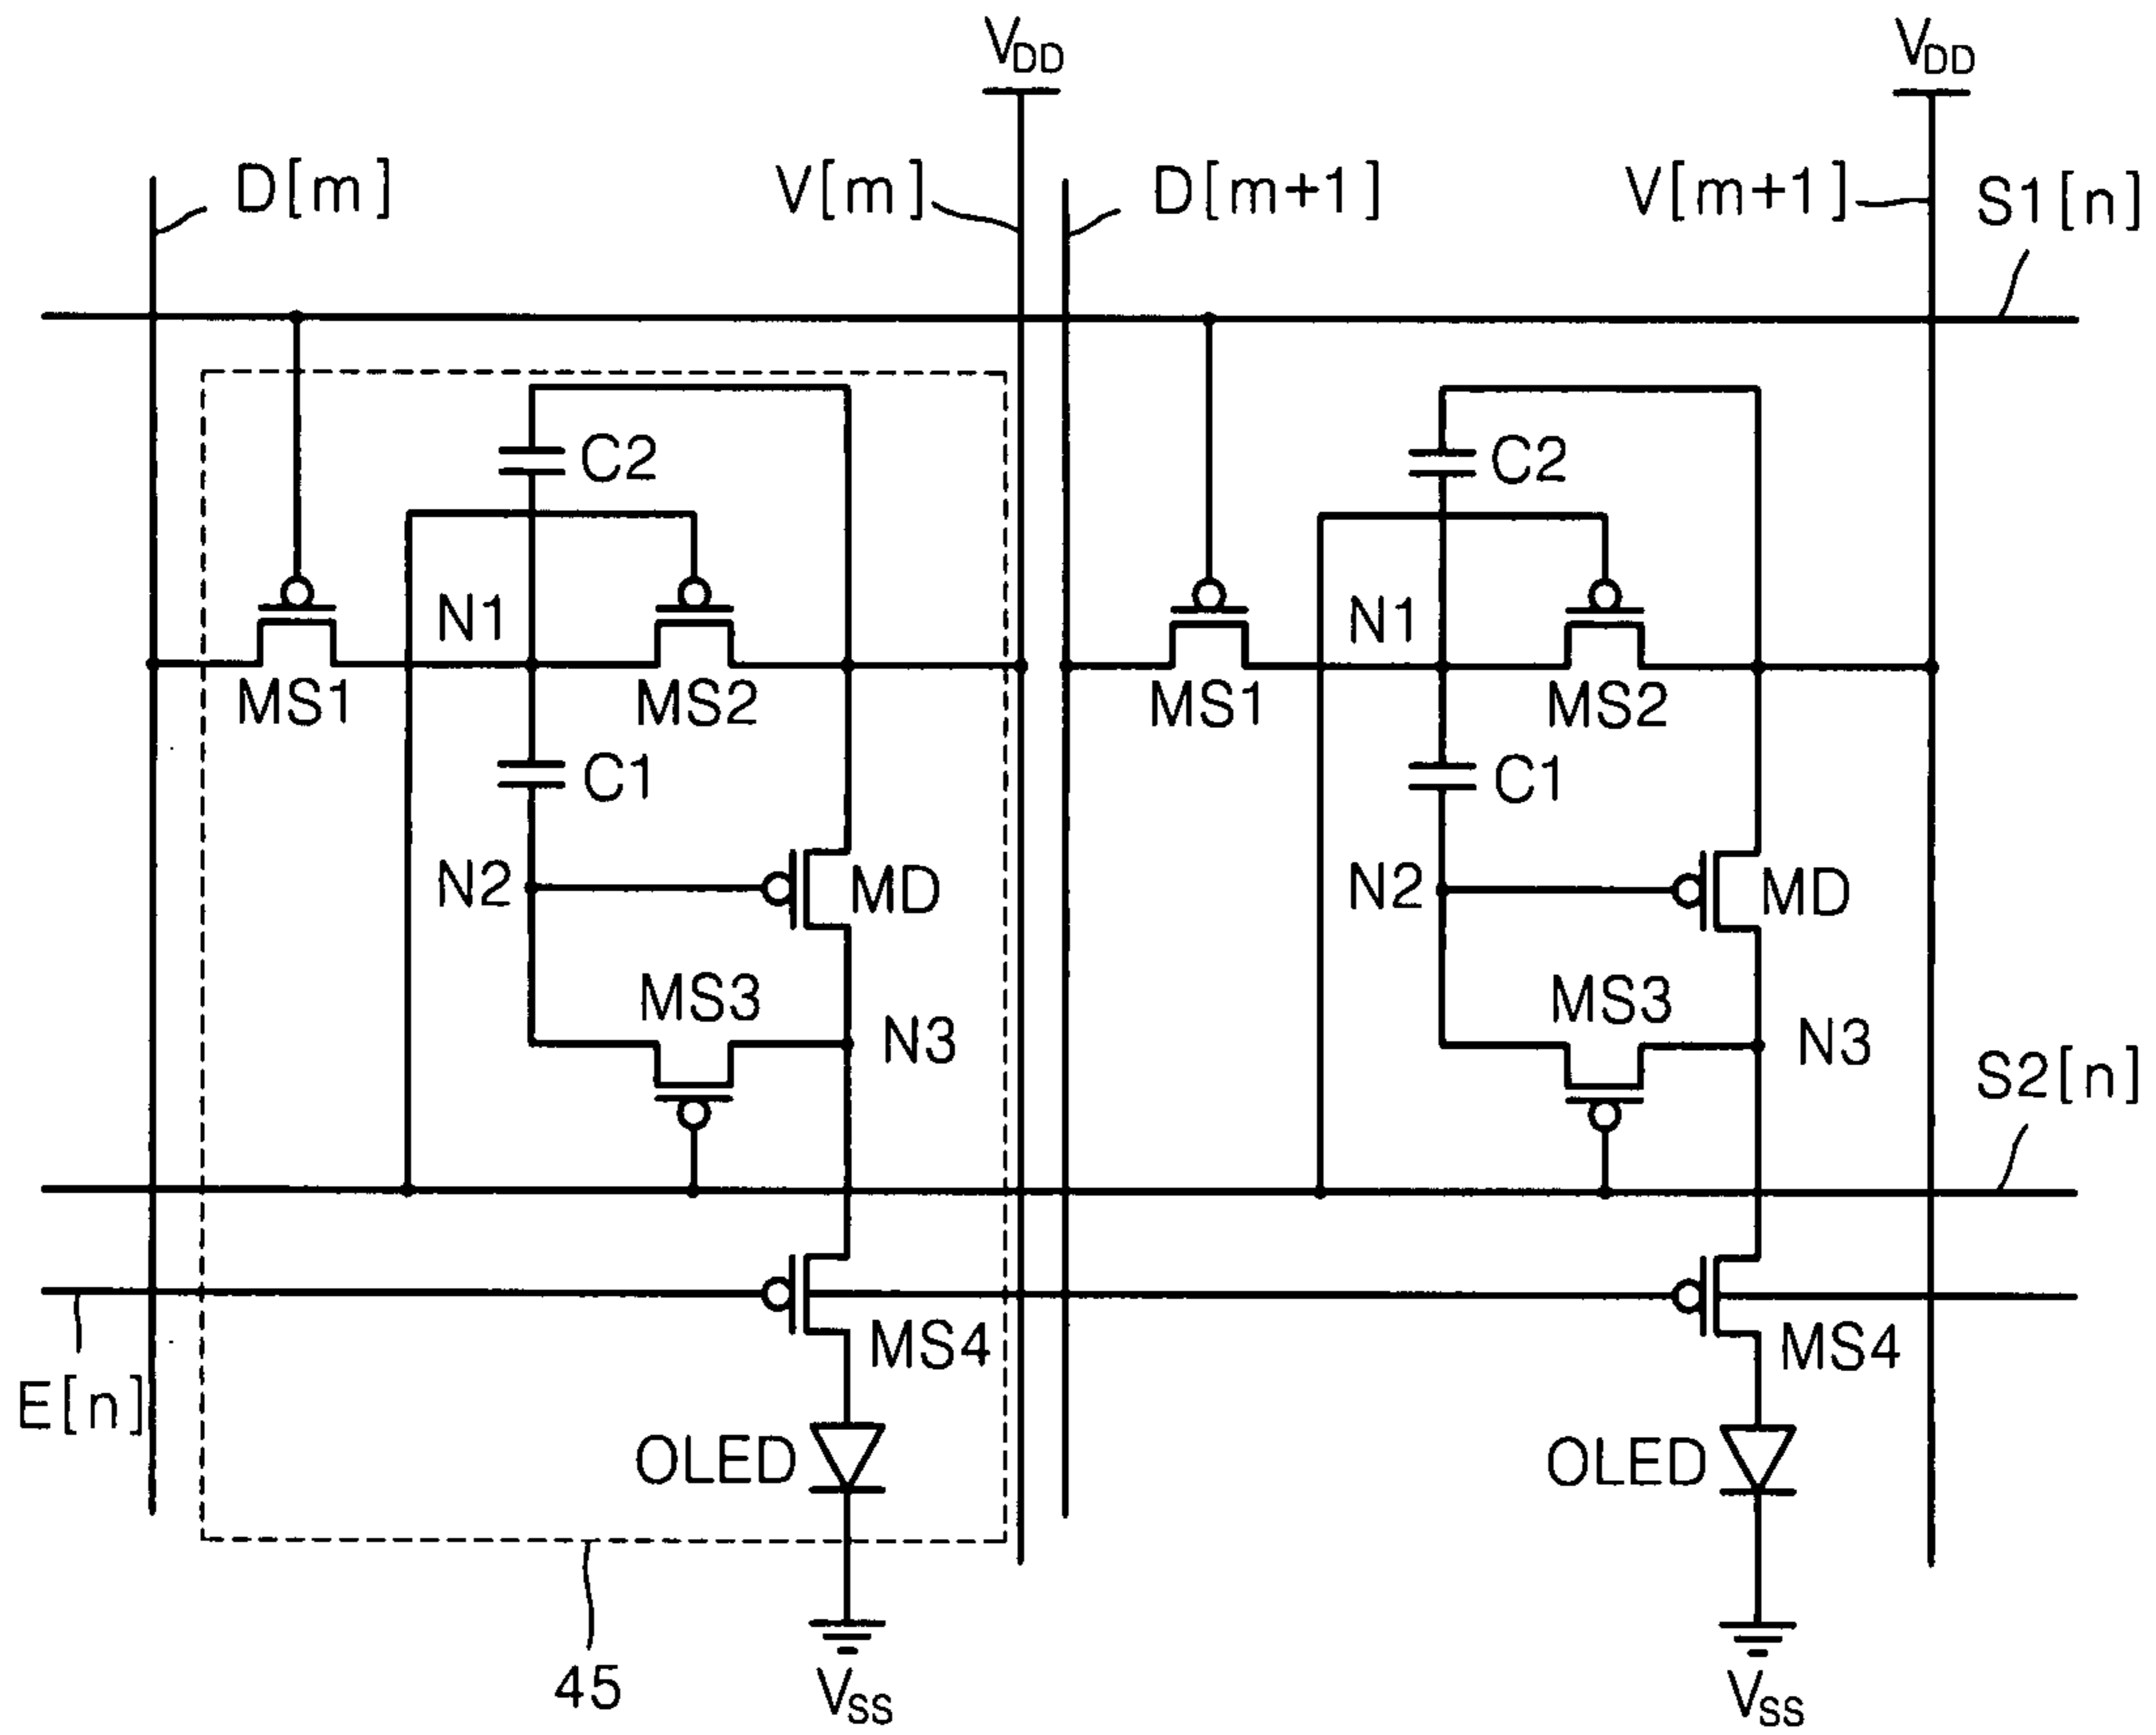 VDD VDD
D[m] V[m] D[m+1] V[m+1] S1[n]
C2 C2
N1 N1
MS1 MS2 MS1 MS2
C1 C1
N2 MD N2 MD
MS3 MS3
N3 N3
S2[n]
MS4 MS4
E[n]
OLED OLED
45 VSS VSS